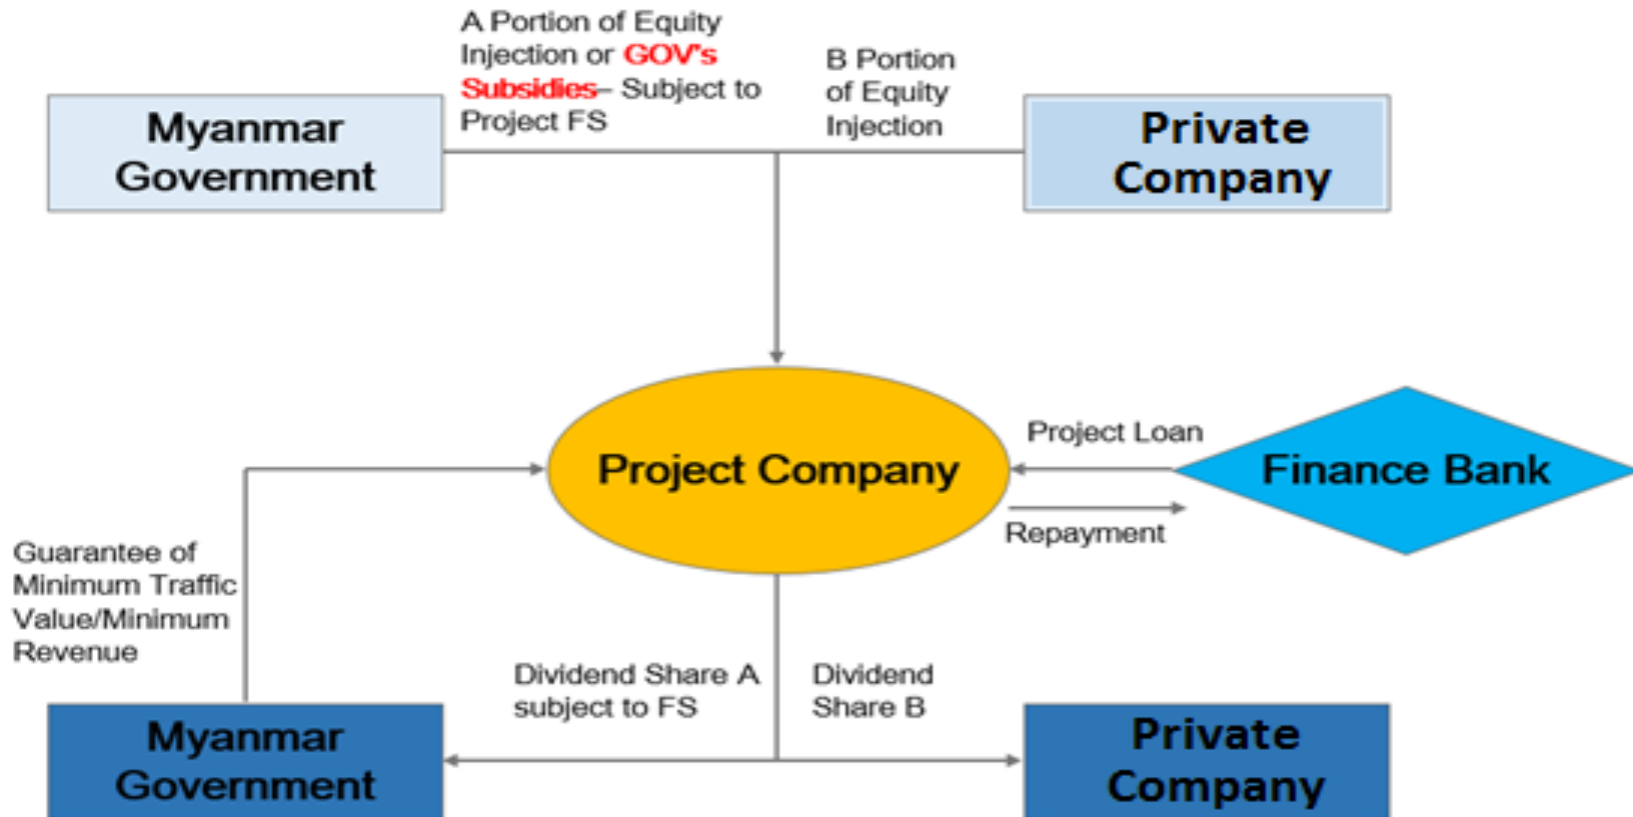 A Portion of Equity
Injection or GOV's
Subsidies– Subject to
Project FS
B Portion
of Equity
Injection
Myanmar
Government
Private
Company
Project Company
Project Loan
Finance Bank
Repayment
Guarantee of
Minimum Traffic
Value/Minimum
Revenue
Dividend Share A
subject to FS
Dividend
Share B
Myanmar
Government
Private
Company